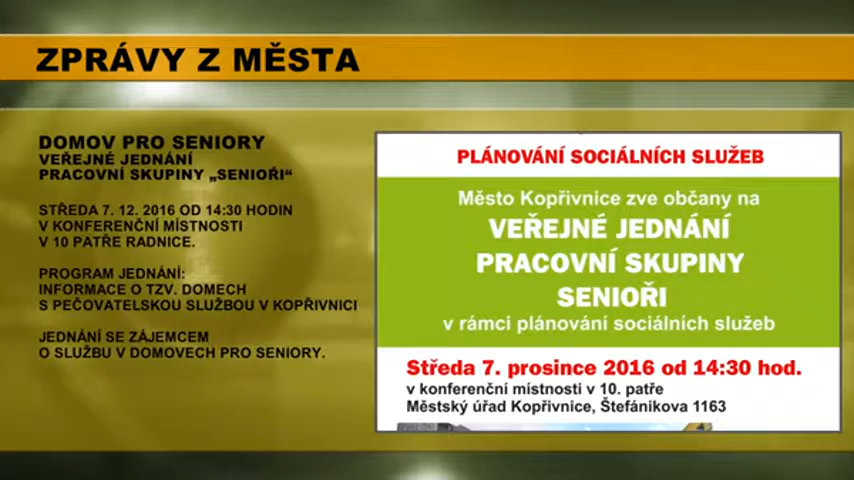 ZPRÁVY Z MĚSTA
DOMOV PRO SENIORY
VEŘEJNÉ JEDNÁNÍ
PRACOVNÍ SKUPINY „SENIOŘI“
STŘEDA 7. 12. 2016 OD 14:30 HODIN
V KONFERENČNÍ MÍSTNOSTI
V 10 PATŘE RADNICE.
PROGRAM JEDNÁNÍ:
INFORMACE O TZV. DOMECH
S PEČOVATELSKOU SLUŽBOU V KOPŘIVNICI
JEDNÁNÍ SE ZÁJEMCEM
O SLUŽBU V DOMOVECH PRO SENIORY.
PLÁNOVÁNÍ SOCIÁLNÍCH SLUŽEB
Město Kopřivnice zve občany na
VEŘEJNÉ JEDNÁNÍ
PRACOVNÍ SKUPINY
SENIOŘI
v rámci plánování sociálních služeb
Středa 7. prosince 2016 od 14:30 hod.
v konferenční místnosti v 10. patře
Městský úřad Kopřivnice, Štefánikova 1163